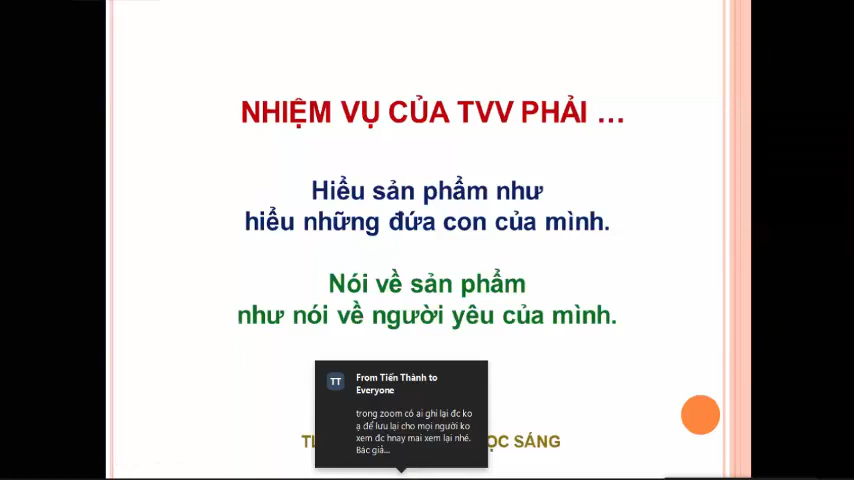 NHIỆM VỤ CỦA TVV PHẢI ...
Hiểu sản phẩm như
hiểu những đứa con của mình.
Nói về sản phẩm
như nói về người yêu của mình.
TT
From Tiến Thành to
Everyone
trong zoom có ai ghi lại đc ko
ạ để lưu lại cho mọi người ko
xem đc hnay mai xem lại nhé.
Bác giả...
SÁNG